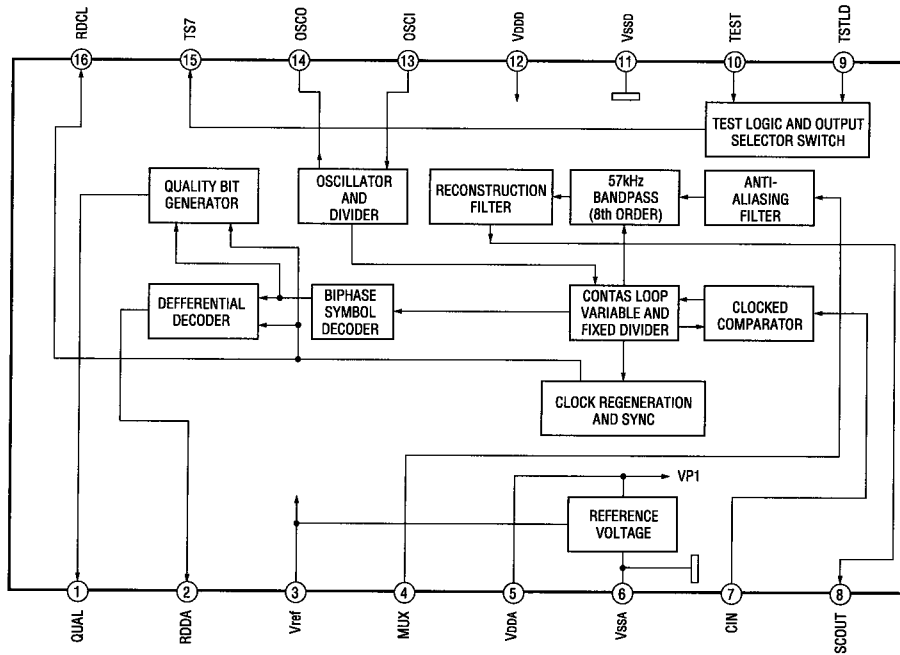 RDCL
TS7
OSCO
OSCI
VDDD
VSSD
TEST
TSTLD
16
15
14
13
12
11
10
9
TEST LOGIC AND OUTPUT
SELECTOR SWITCH
QUALITY BIT
GENERATOR
OSCILLATOR
AND
DIVIDER
RECONSTRUCTION
FILTER
57kHz
BANDPASS
(8th ORDER)
ANTI-
ALIASING
FILTER
DEFFERENTIAL
DECODER
BIPHASE
SYMBOL
DECODER
CONTAS LOOP
VARIABLE AND
FIXED DIVIDER
CLOCKED
COMPARATOR
CLOCK REGENERATION
AND SYNC
VP1
REFERENCE
VOLTAGE
1
2
3
4
5
6
7
8
QUAL
RDDA
Vref
MUX
VDDA
VSSA
CIN
SCOUT